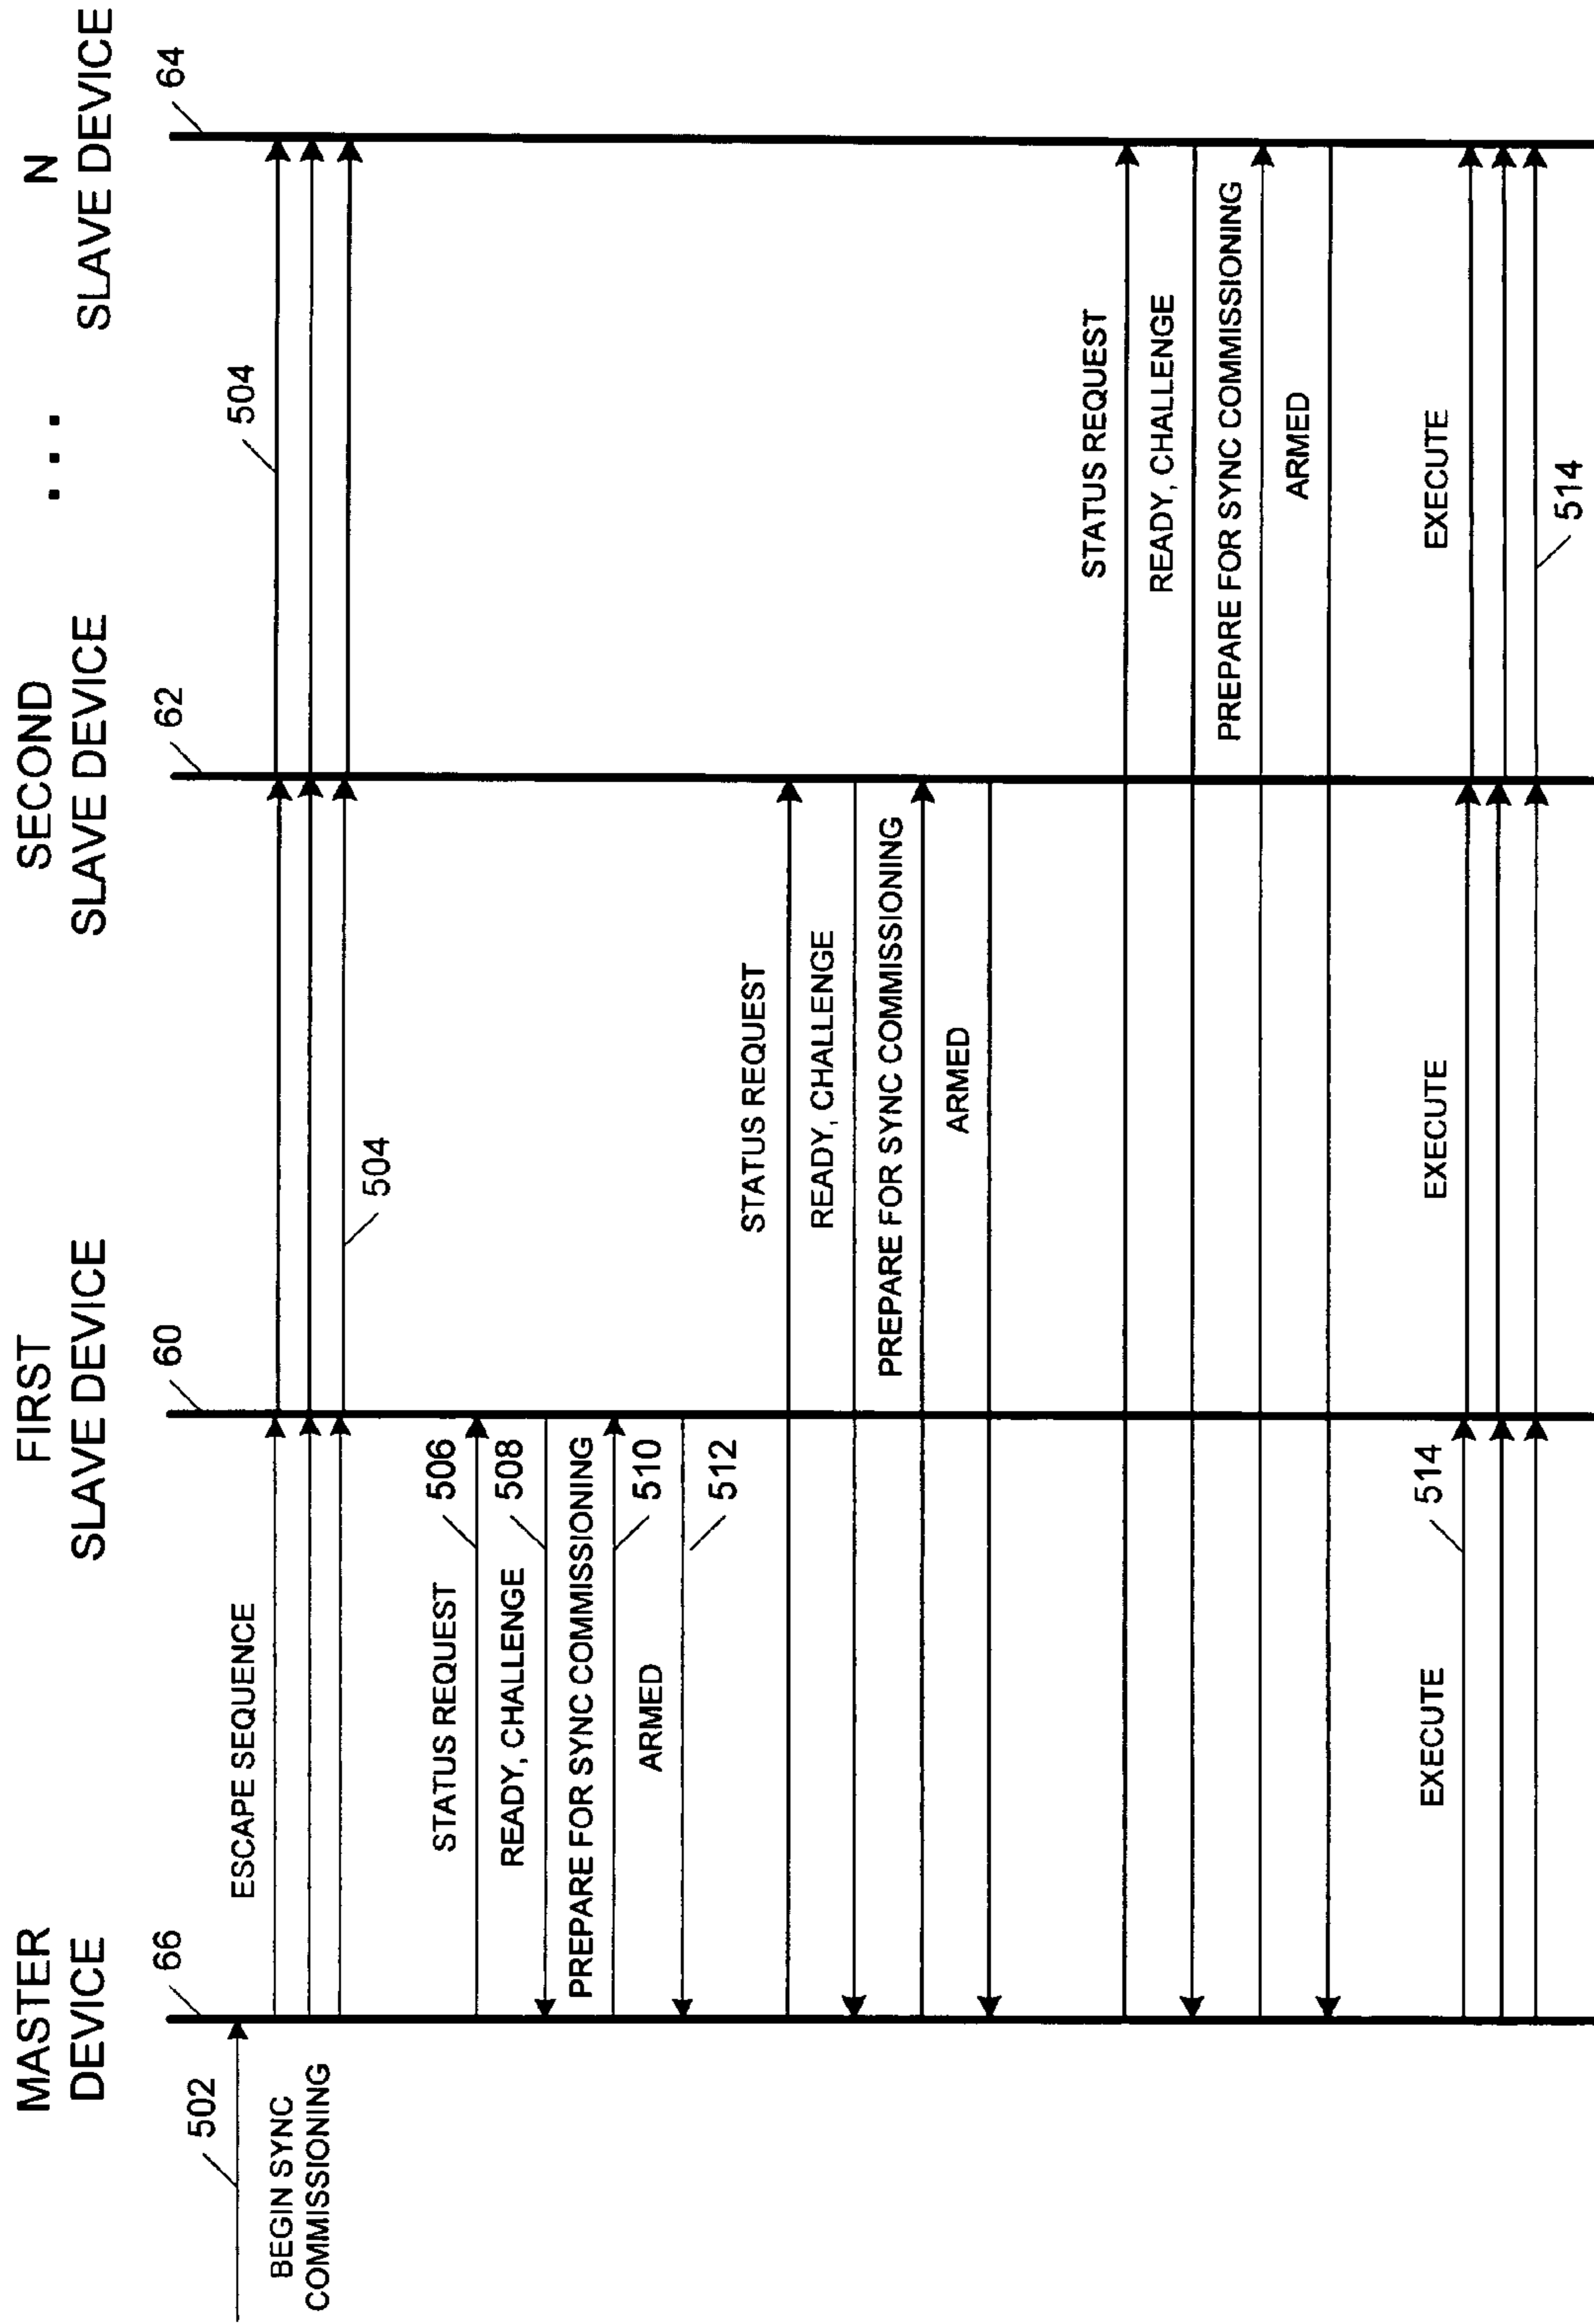 MASTER
DEVICE
FIRST
SLAVE DEVICE
SECOND
SLAVE DEVICE
. . .
N
SLAVE DEVICE
66
60
62
64
502
BEGIN SYNC
COMMISSIONING
ESCAPE SEQUENCE
504
504
STATUS REQUEST
506
READY, CHALLENGE
508
PREPARE FOR SYNC COMMISSIONING
510
ARMED
512
STATUS REQUEST
READY, CHALLENGE
PREPARE FOR SYNC COMMISSIONING
ARMED
STATUS REQUEST
READY, CHALLENGE
PREPARE FOR SYNC COMMISSIONING
ARMED
EXECUTE
514
EXECUTE
EXECUTE
514